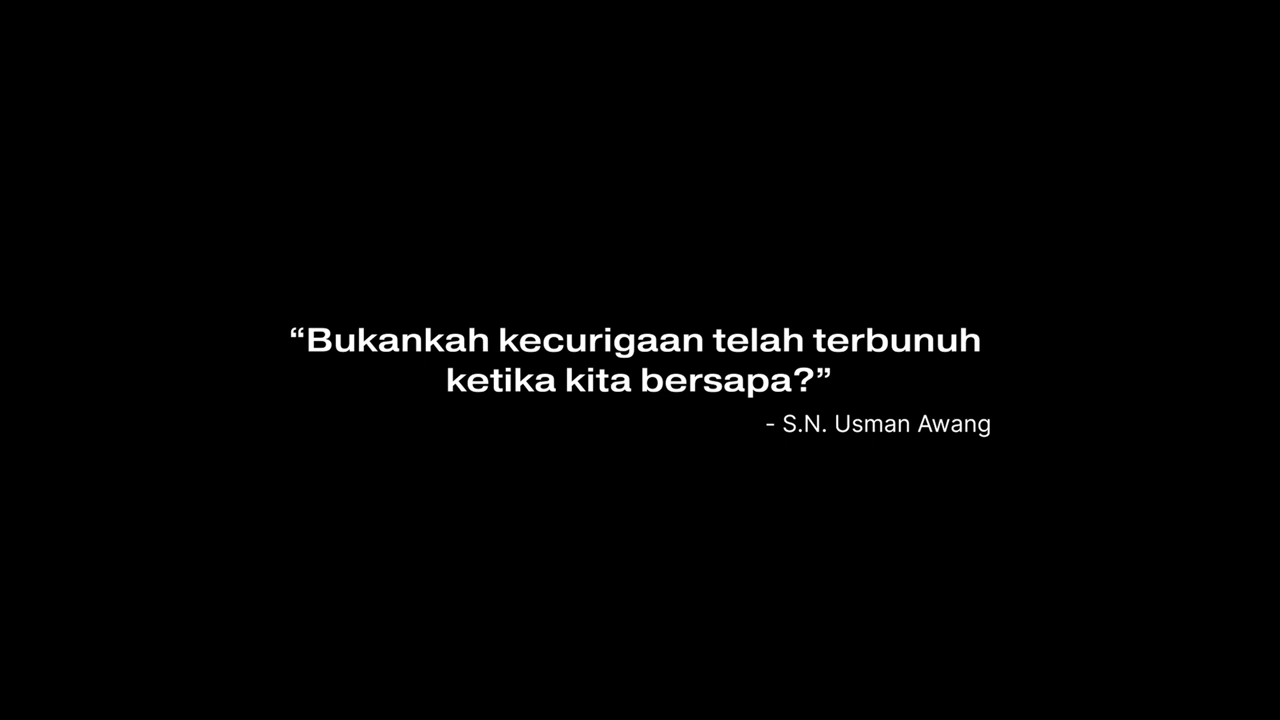 “Bukankah kecurigaan telah terbunuh
ketika kita bersapa?”
- S.N. Usman Awang